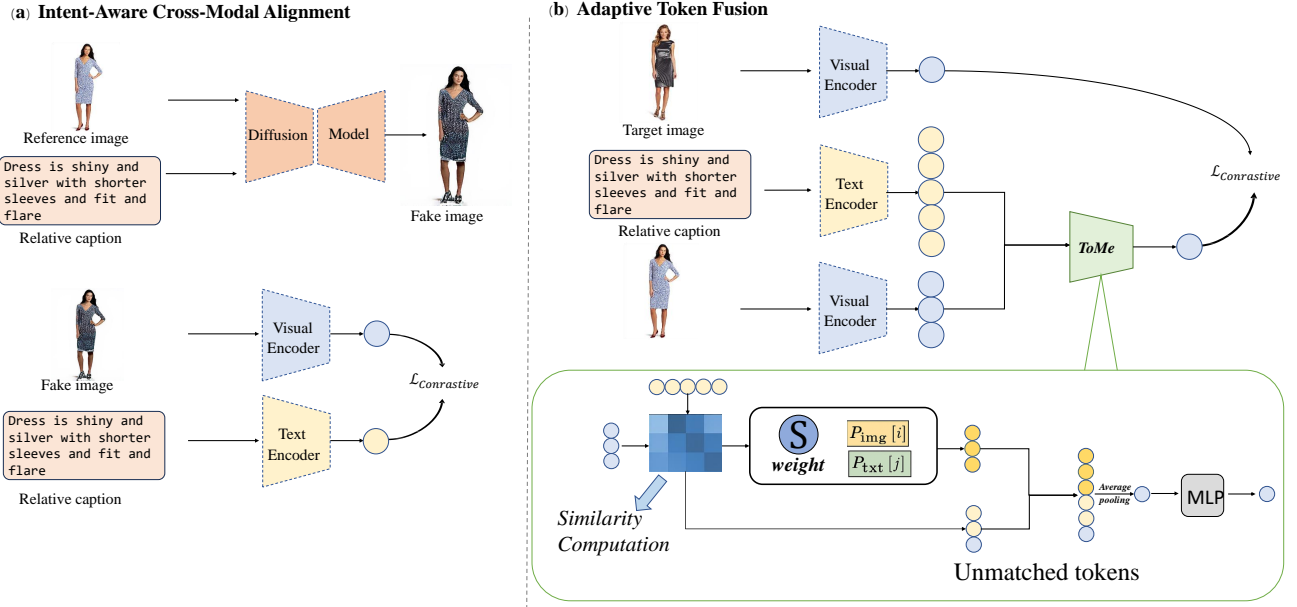 (a) Intent-Aware Cross-Modal Alignment
Reference image
Dress is shiny and
silver with shorter
sleeves and fit and
flare
Relative caption
Diffusion
Model
Fake image
Fake image
Dress is shiny and
silver with shorter
sleeves and fit and
flare
Relative caption
Visual
Encoder
Text
Encoder
ℒ_Conrastive
(b) Adaptive Token Fusion
Target image
Dress is shiny and
silver with shorter
sleeves and fit and
flare
Relative caption
Visual
Encoder
Text
Encoder
Visual
Encoder
ToMe
ℒ_Conrastive
Similarity
Computation
S
weight
P_img [i]
P_txt [j]
Unmatched tokens
Average
pooling
MLP